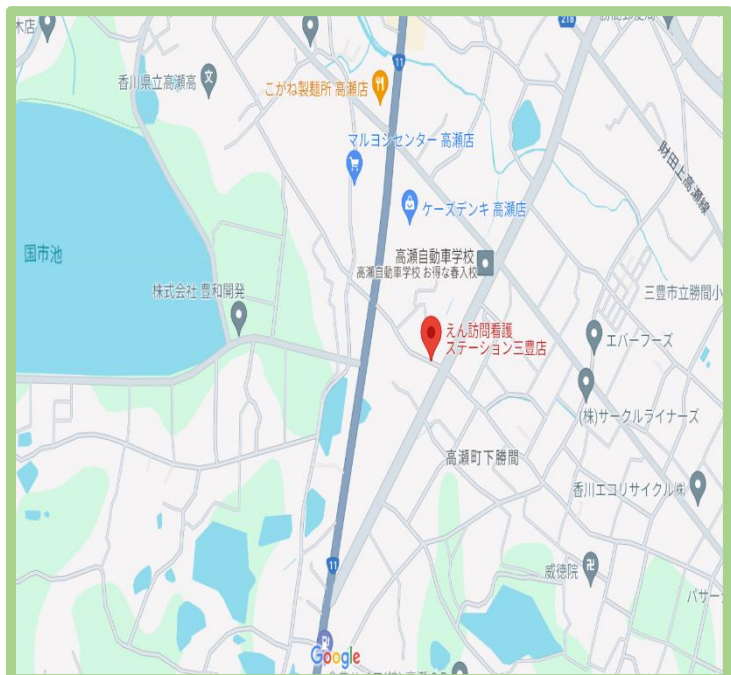 木店
218
11
香川県立高瀬高
こがね製麺所 高瀬店
マルヨシセンター 高瀬店
財田上高瀬線
ケーズデンキ 高瀬店
国市池
高瀬自動車学校
高瀬自動車学校 お得な春入校
株式会社 豊和開発
三豊市立勝間小
えん訪問看護
ステーション三豊店
エバーフーズ
(株)サークルライナーズ
高瀬町下勝間
香川エコリサイクル㈱
11
威徳院
バサー
Google